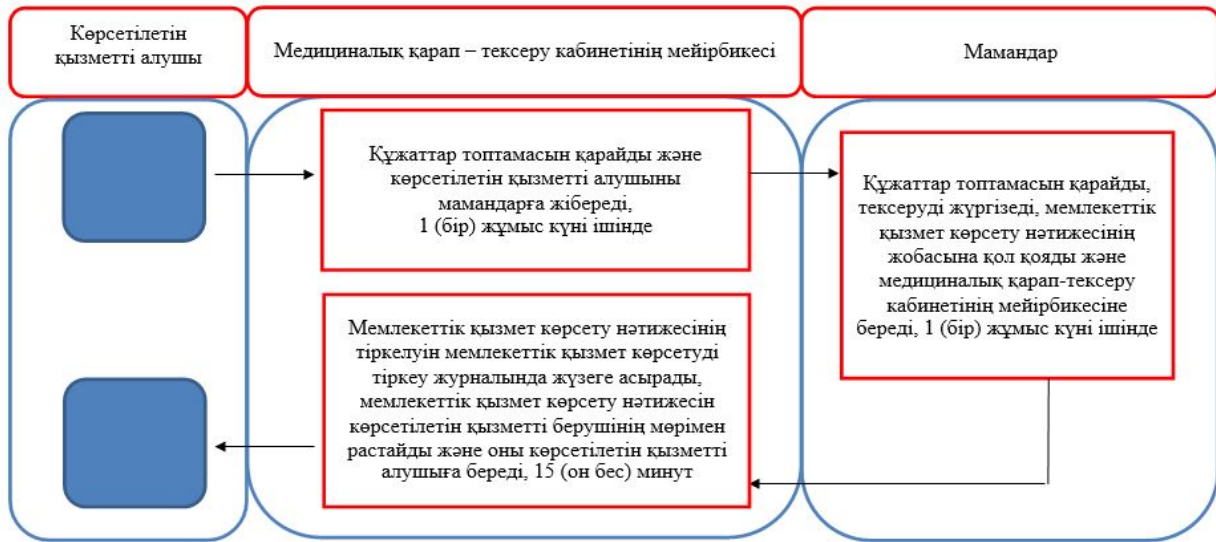 Көрсетілетін
қызметті алушы
Медициналық қарап – тексеру кабинетінің мейірбикесі
Мамандар
Құжаттар топтамасын қарайды және
көрсетілетін қызметті алушыны
мамандарға жібереді,
1 (бір) жұмыс күні ішінде
Құжаттар топтамасын қарайды,
тексеруді жүргізеді, мемлекеттік
қызмет көрсету нәтижесінің
жобасына қол қояды және
медициналық қарап-тексеру
кабинетінің мейірбикесіне
береді, 1 (бір) жұмыс күні ішінде
Мемлекеттік қызмет көрсету нәтижесінің
тіркелуін мемлекеттік қызмет көрсетуді
тіркеу журналында жүзеге асырады,
мемлекеттік қызмет көрсету нәтижесін
көрсетілетін қызметті берушінің мөрімен
растайды және оны көрсетілетін қызметті
алушыға береді, 15 (он бес) минут